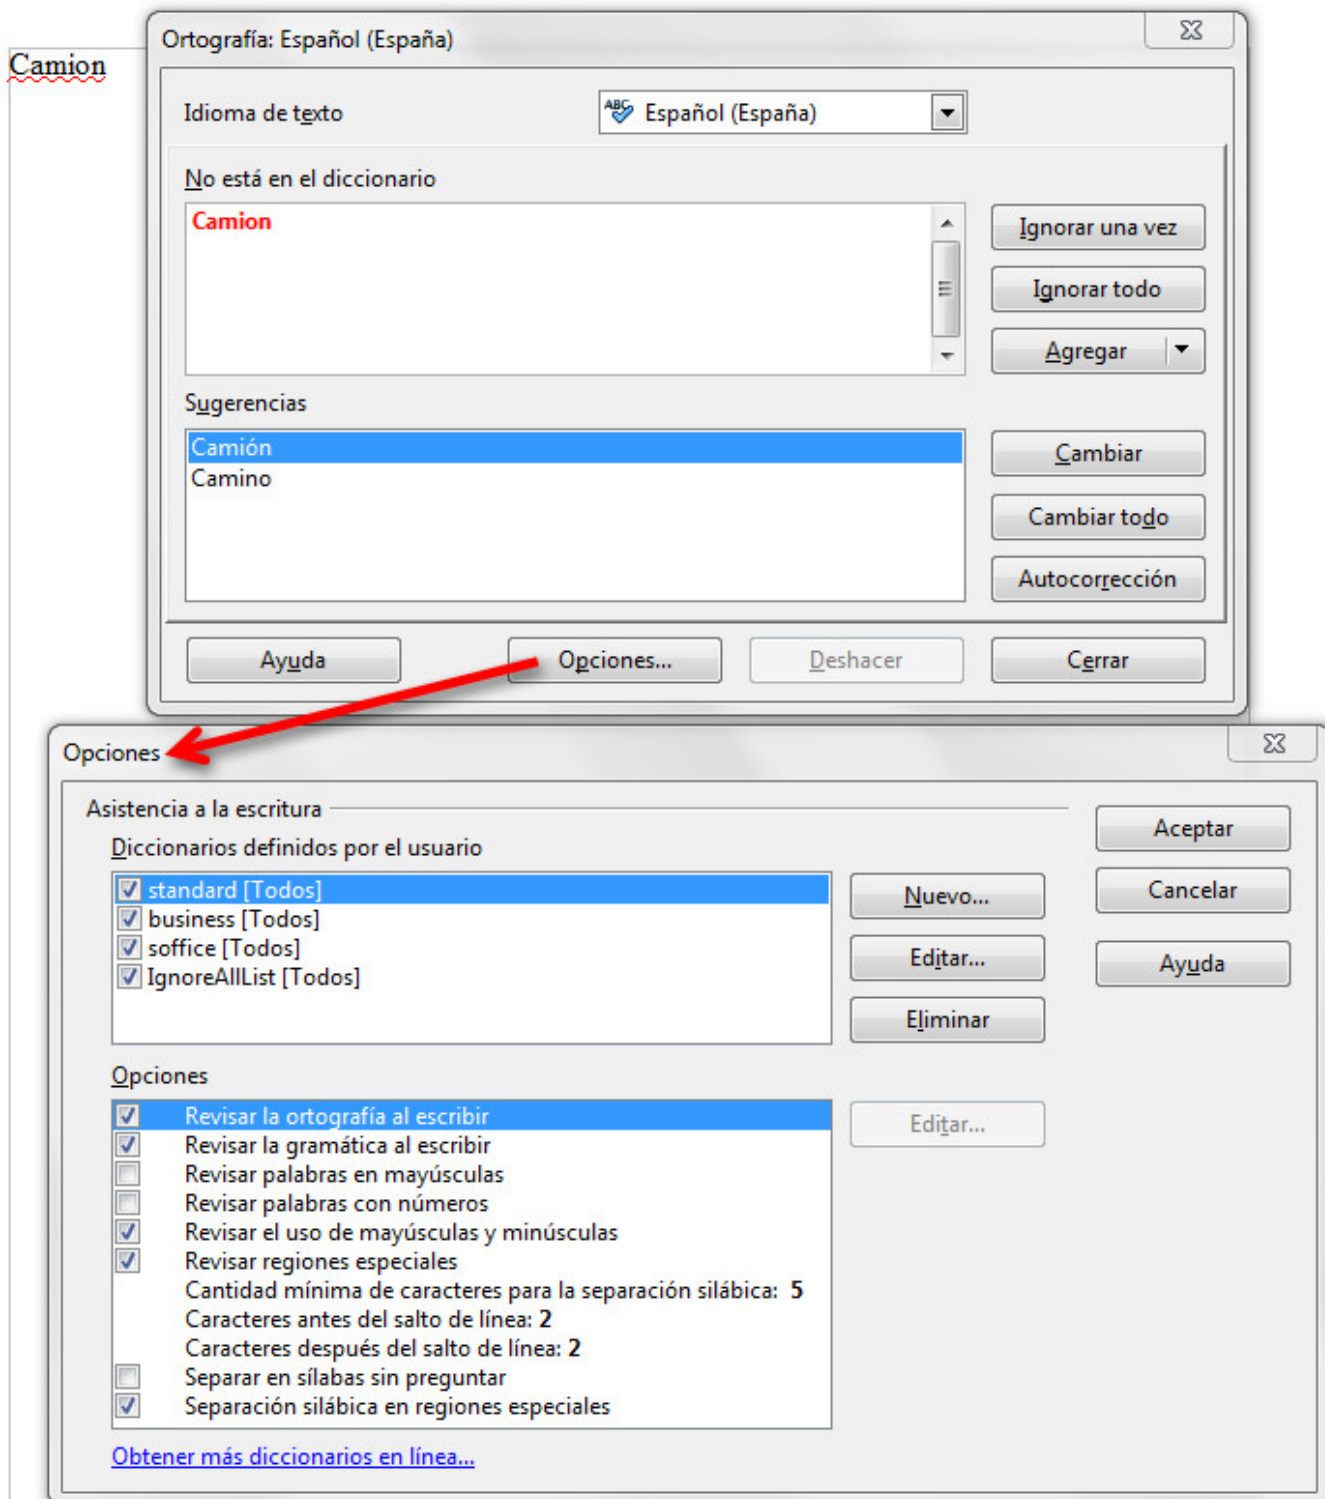 Camion
Ortografía: Español (España)
Idioma de texto
ABC Español (España)
No está en el diccionario
Camion
Ignorar una vez
Ignorar todo
Agregar
Sugerencias
Camión
Camino
Cambiar
Cambiar todo
Autocorrección
Ayuda Opciones... Deshacer Cerrar
Opciones
Asistencia a la escritura
Aceptar
Diccionarios definidos por el usuario
standard [Todos]
business [Todos]
soffice [Todos]
IgnoreAllList [Todos]
Nuevo...
Cancelar
Editar...
Ayuda
Eliminar
Opciones
Revisar la ortografía al escribir
Revisar la gramática al escribir
Revisar palabras en mayúsculas
Revisar palabras con números
Revisar el uso de mayúsculas y minúsculas
Revisar regiones especiales
Cantidad mínima de caracteres para la separación silábica: 5
Caracteres antes del salto de línea: 2
Caracteres después del salto de línea: 2
Separar en sílabas sin preguntar
Separación silábica en regiones especiales
Editar...
Obtener más diccionarios en línea...